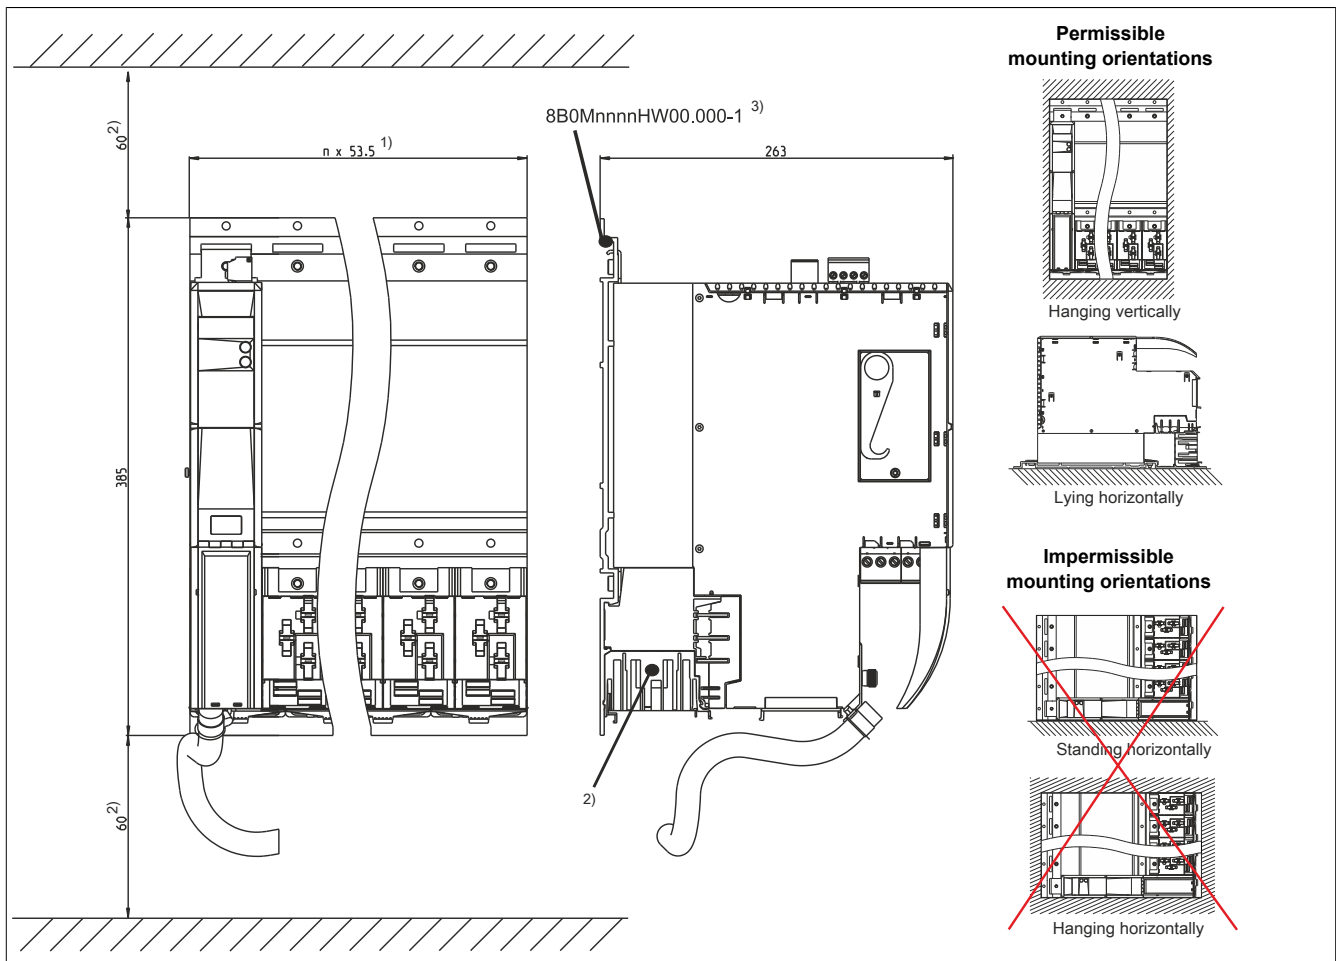 60 2)
n x 53.5 1)
385
60 2)
8B0MnnnnHW00.000-1 3)
263
2)
Permissible
mounting orientations
Hanging vertically
Lying horizontally
Impermissible
mounting orientations
Standing horizontally
Hanging horizontally